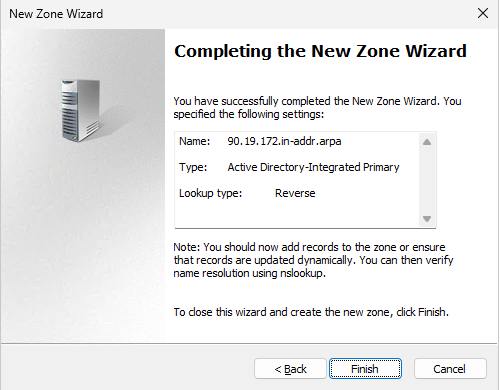 New Zone Wizard
Completing the New Zone Wizard
You have successfully completed the New Zone Wizard. You
specified the following settings:
Name: 90.19.172.in-addr.arpa
Type: Active Directory-Integrated Primary
Lookup type: Reverse
Note: You should now add records to the zone or ensure
that records are updated dynamically. You can then verify
name resolution using nslookup.
To close this wizard and create the new zone, click Finish.
< Back Finish Cancel